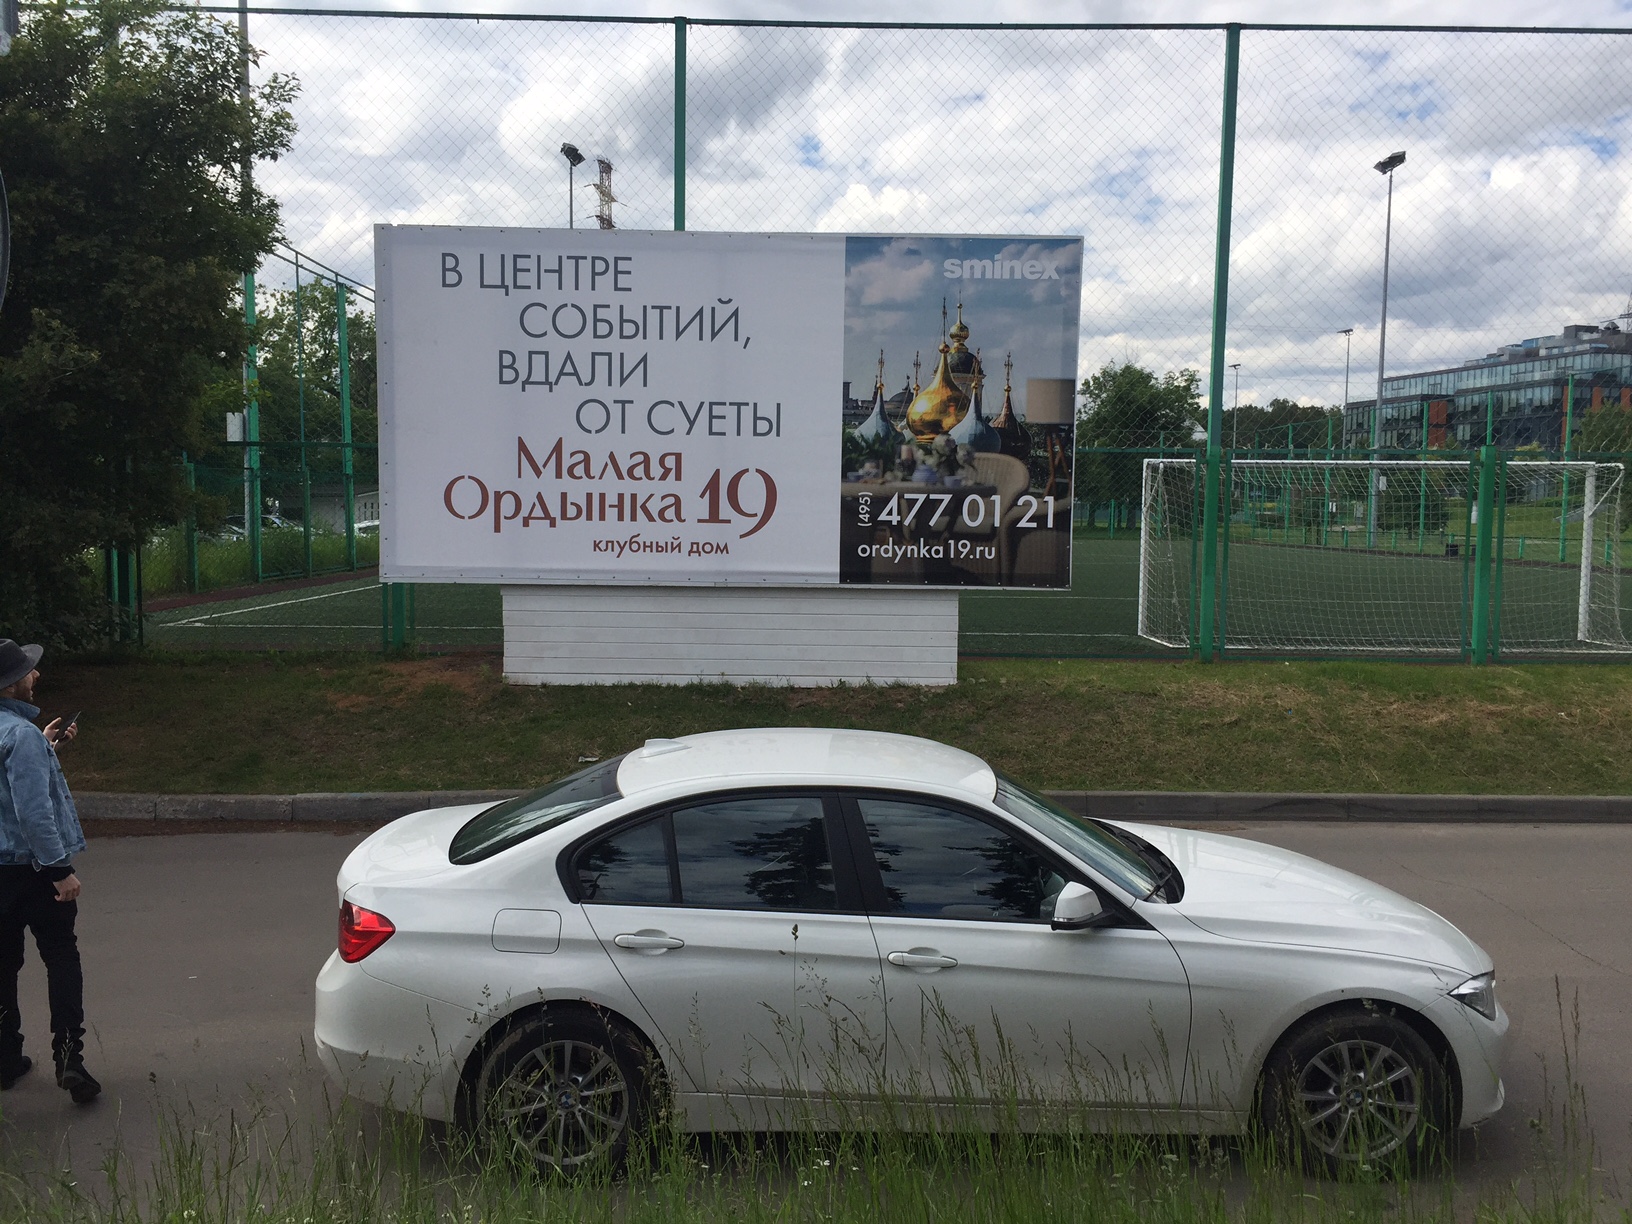 В ЦЕНТРЕ
СОБЫТИЙ,
ВДАЛИ
ОТ СУЕТЫ
Малая
Ордынка 19
клубный дом
sminex
(495) 477 01 21
ordynka19.ru